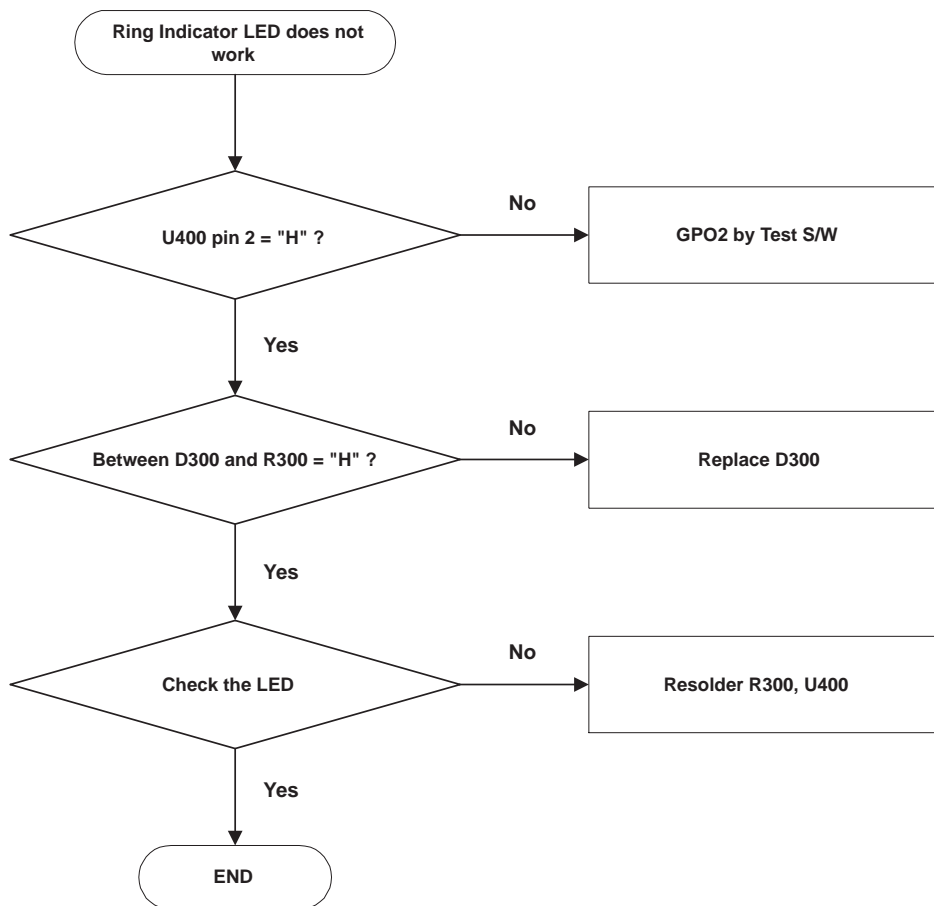 Ring Indicator LED does not
work
U400 pin 2 = "H" ?
No
GPO2 by Test S/W
Yes
Between D300 and R300 = "H" ?
No
Replace D300
Yes
Check the LED
No
Resolder R300, U400
Yes
END